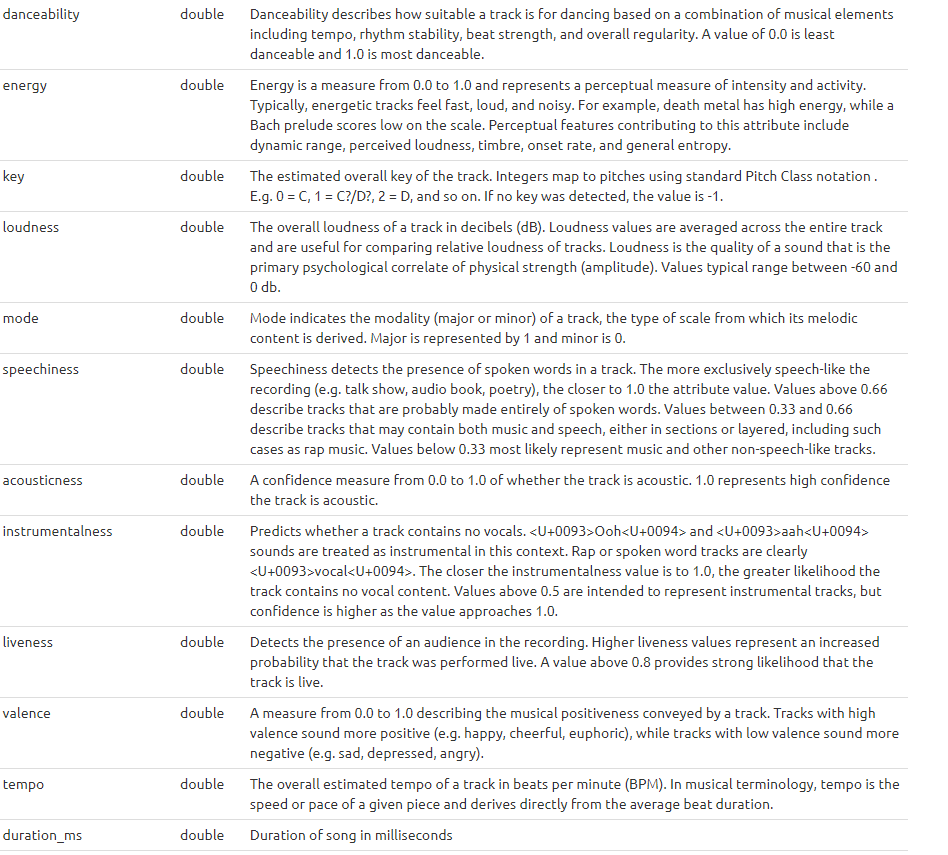 danceability double Danceability describes how suitable a track is for dancing based on a combination of musical elements
including tempo, rhythm stability, beat strength, and overall regularity. A value of 0.0 is least
danceable and 1.0 is most danceable.
energy double Energy is a measure from 0.0 to 1.0 and represents a perceptual measure of intensity and activity.
Typically, energetic tracks feel fast, loud, and noisy. For example, death metal has high energy, while a
Bach prelude scores low on the scale. Perceptual features contributing to this attribute include
dynamic range, perceived loudness, timbre, onset rate, and general entropy.
key double The estimated overall key of the track. Integers map to pitches using standard Pitch Class notation .
E.g. 0 = C, 1 = C?/D?, 2 = D, and so on. If no key was detected, the value is -1.
loudness double The overall loudness of a track in decibels (dB). Loudness values are averaged across the entire track
and are useful for comparing relative loudness of tracks. Loudness is the quality of a sound that is the
primary psychological correlate of physical strength (amplitude). Values typical range between -60 and
0 db.
mode double Mode indicates the modality (major or minor) of a track, the type of scale from which its melodic
content is derived. Major is represented by 1 and minor is 0.
speechiness double Speechiness detects the presence of spoken words in a track. The more exclusively speech-like the
recording (e.g. talk show, audio book, poetry), the closer to 1.0 the attribute value. Values above 0.66
describe tracks that are probably made entirely of spoken words. Values between 0.33 and 0.66
describe tracks that may contain both music and speech, either in sections or layered, including such
cases as rap music. Values below 0.33 most likely represent music and other non-speech-like tracks.
acousticness double A confidence measure from 0.0 to 1.0 of whether the track is acoustic. 1.0 represents high confidence
the track is acoustic.
instrumentalness double Predicts whether a track contains no vocals. <U+0093>Ooh<U+0094> and <U+0093>aah<U+0094>
sounds are treated as instrumental in this context. Rap or spoken word tracks are clearly
<U+0093>vocal<U+0094>. The closer the instrumentalness value is to 1.0, the greater likelihood the
track contains no vocal content. Values above 0.5 are intended to represent instrumental tracks, but
confidence is higher as the value approaches 1.0.
liveness double Detects the presence of an audience in the recording. Higher liveness values represent an increased
probability that the track was performed live. A value above 0.8 provides strong likelihood that the
track is live.
valence double A measure from 0.0 to 1.0 describing the musical positiveness conveyed by a track. Tracks with high
valence sound more positive (e.g. happy, cheerful, euphoric), while tracks with low valence sound more
negative (e.g. sad, depressed, angry).
tempo double The overall estimated tempo of a track in beats per minute (BPM). In musical terminology, tempo is the
speed or pace of a given piece and derives directly from the average beat duration.
duration_ms double Duration of song in milliseconds